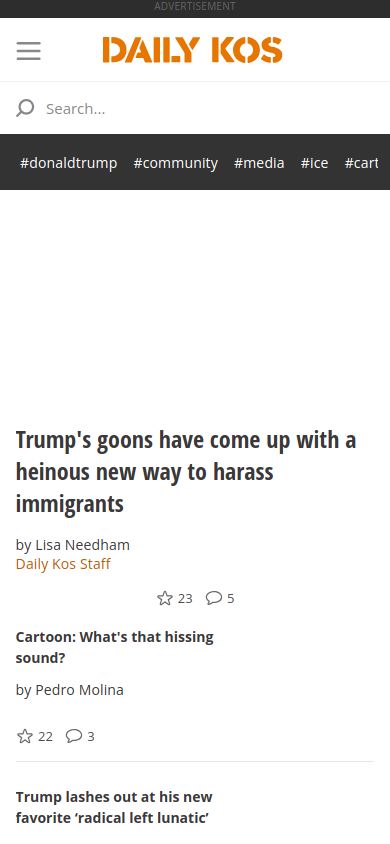 ADVERTISEMENT
DAILY KOS
Search...
#donaldtrump #community #media #ice #cart
Trump's goons have come up with a
heinous new way to harass
immigrants
by Lisa Needham
Daily Kos Staff
23 5
Cartoon: What's that hissing
sound?
by Pedro Molina
22 3
Trump lashes out at his new
favorite ‘radical left lunatic’